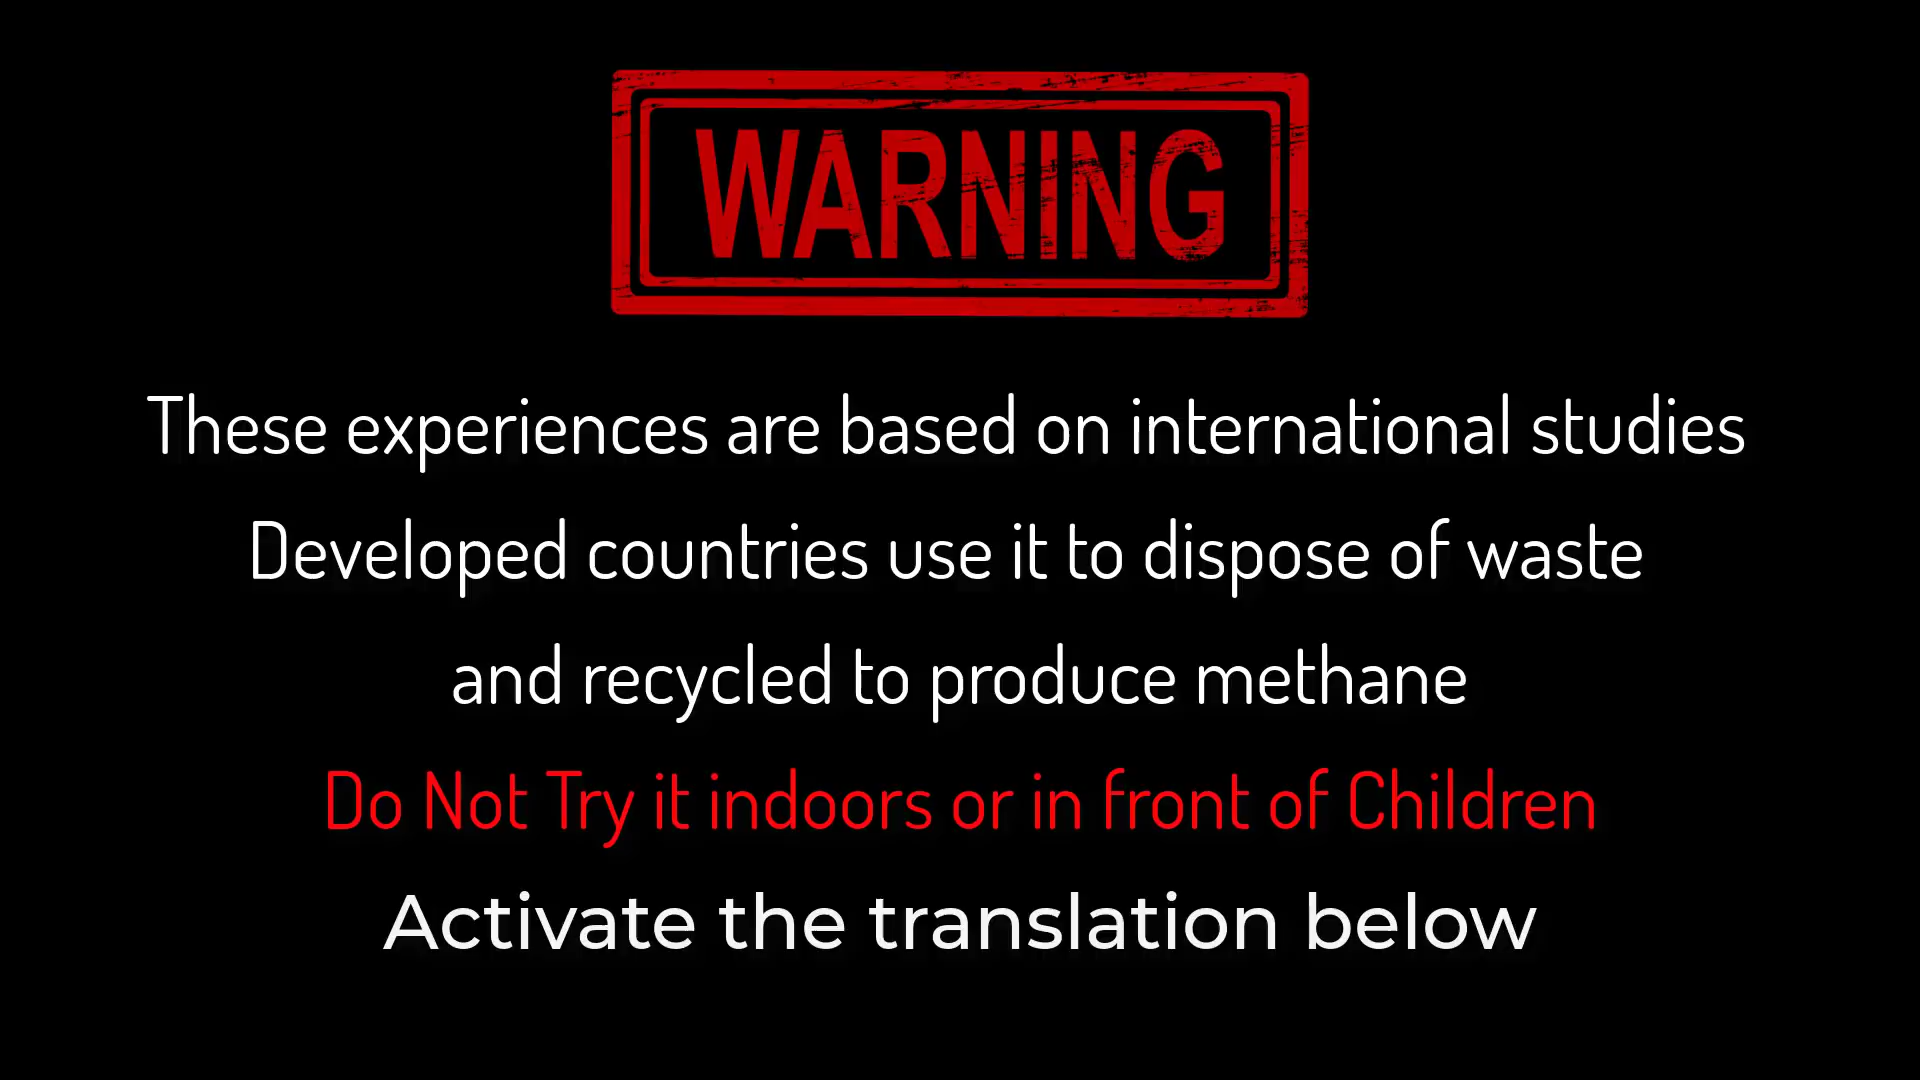 WARNING
These experiences are based on international studies
Developed countries use it to dispose of waste
and recycled to produce methane
Do Not Try it indoors or in front of Children
Activate the translation below